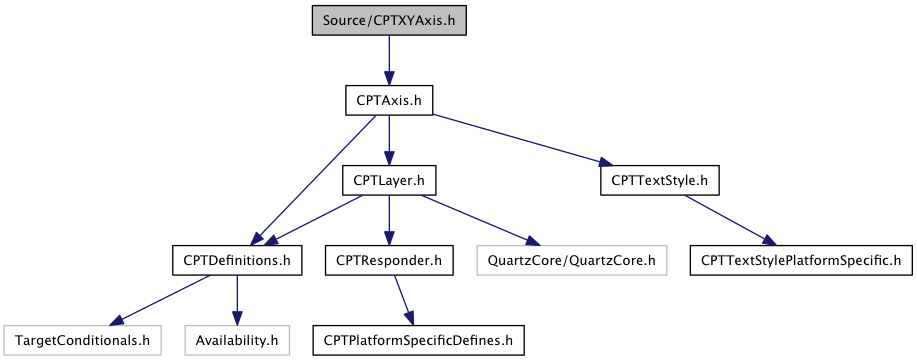 Source/CPTXYAxis.h
CPTAxis.h
CPTLayer.h
CPTTextStyle.h
CPTDefinitions.h
CPTResponder.h
QuartzCore/QuartzCore.h
CPTTextStylePlatformSpecific.h
TargetConditionals.h
Availability.h
CPTPlatformSpecificDefines.h